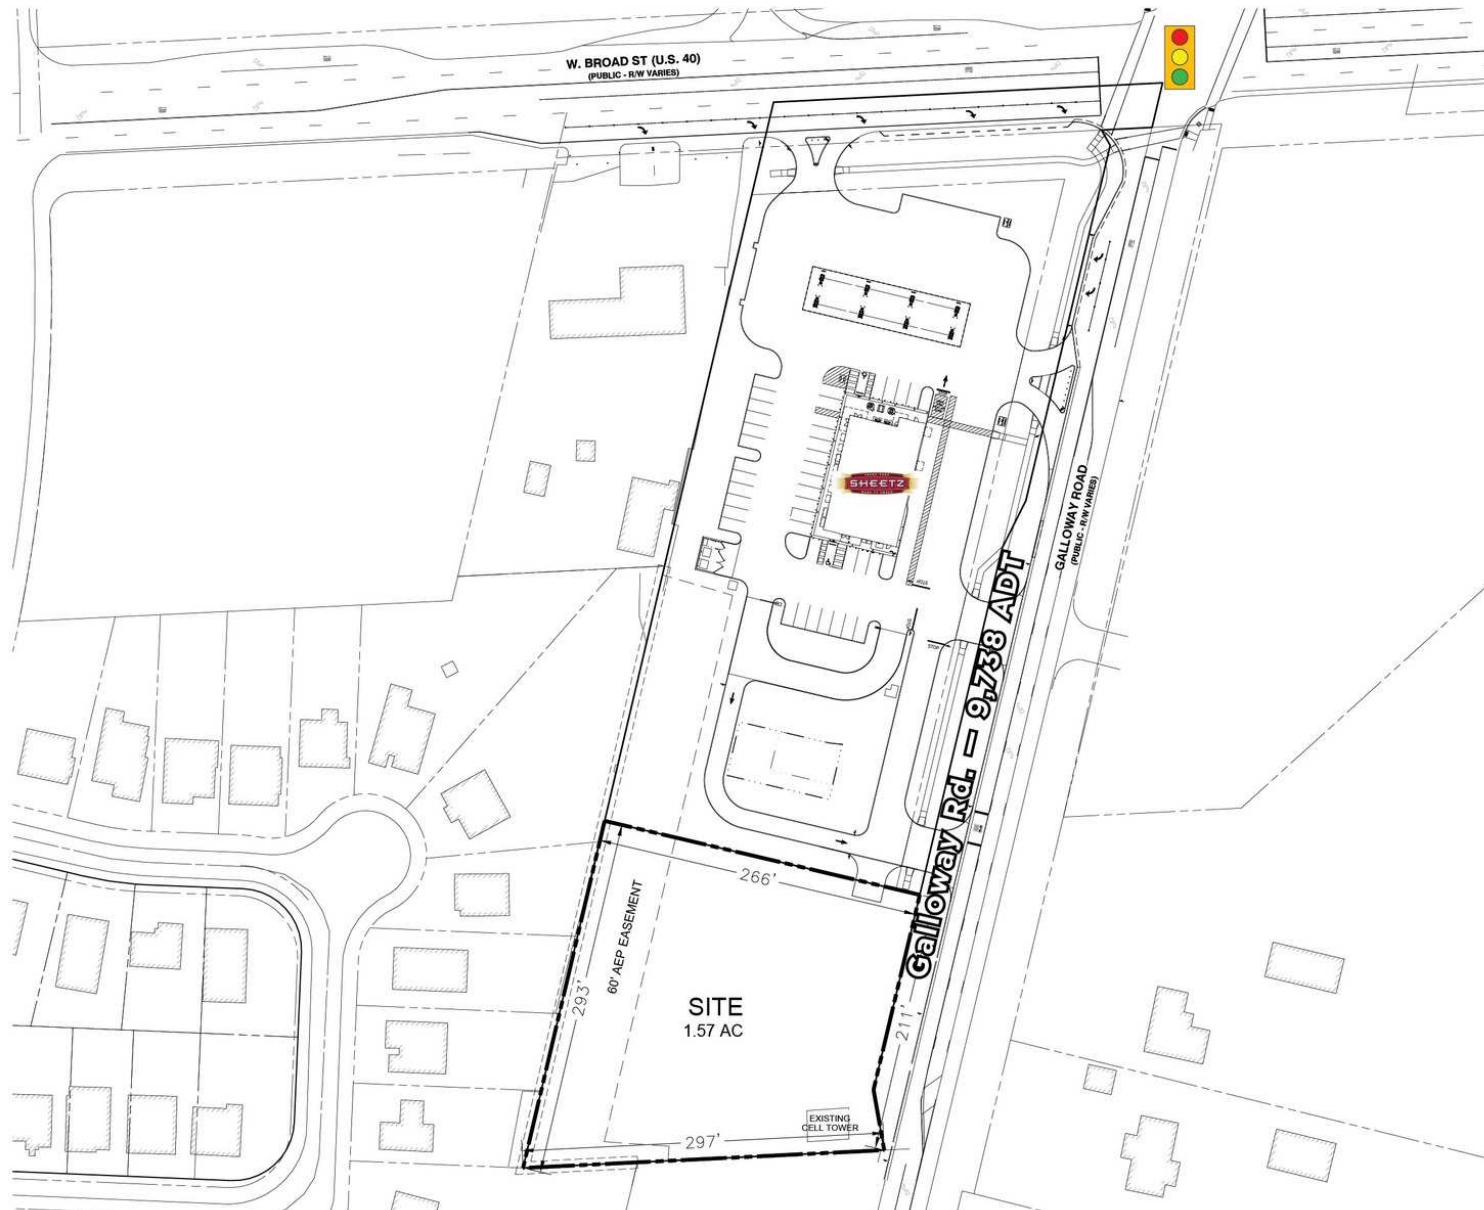 W. BROAD ST (U.S. 40)
(PUBLIC - R/W VARIES)
SHEETZ
GALLOWAY ROAD
(PUBLIC - R/W VARIES)
STOP
Galloway Rd. — 9,738 ADT
266'
60' AEP EASEMENT
293'
SITE
1.57 AC
211'
EXISTING
CELL TOWER
297'